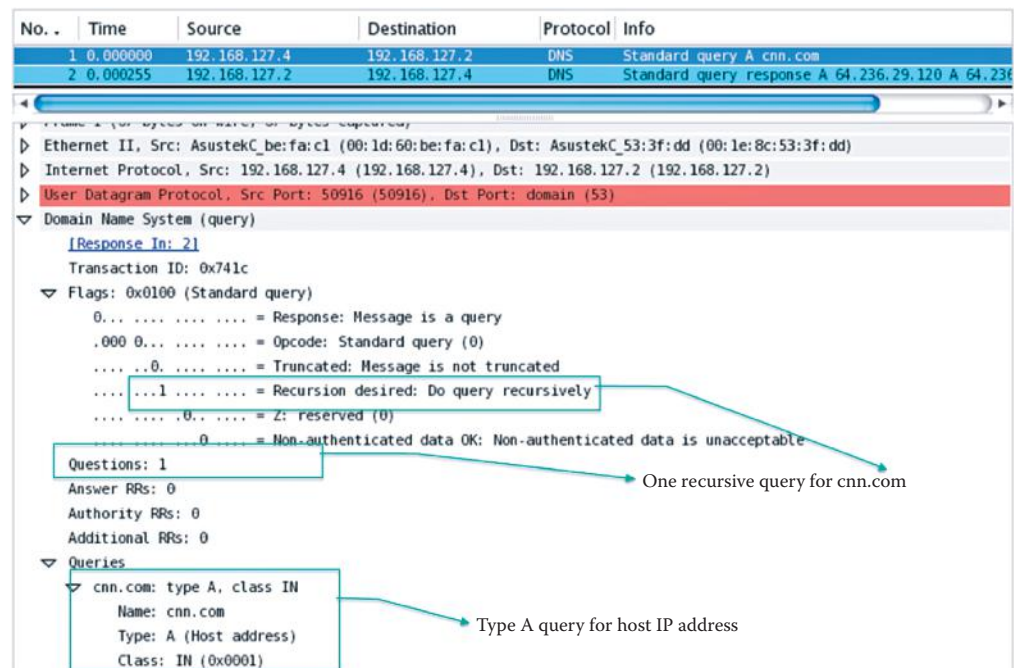 No. . Time Source Destination Protocol Info
1 0.000000 192.168.127.4 192.168.127.2 DNS Standard query A cnn.com
2 0.000255 192.168.127.2 192.168.127.4 DNS Standard query response A 64.236.29.120 A 64.236
Ethernet II, Src: AsustekC_be:fa:c1 (00:1d:60:be:fa:c1), Dst: AsustekC_53:3f:dd (00:1e:8c:53:3f:dd)
Internet Protocol, Src: 192.168.127.4 (192.168.127.4), Dst: 192.168.127.2 (192.168.127.2)
User Datagram Protocol, Src Port: 50916 (50916), Dst Port: domain (53)
Domain Name System (query)
[Response In: 2]
Transaction ID: 0x741c
Flags: 0x0100 (Standard query)
0... .... .... .... = Response: Message is a query
.000 0... .... .... = Opcode: Standard query (0)
.... ..0. .... .... = Truncated: Message is not truncated
.... ...1 .... .... = Recursion desired: Do query recursively
.... .... .0.. .... = Z: reserved (0)
.... .... ...0 .... = Non-authenticated data OK: Non-authenticated data is unacceptable
Questions: 1
One recursive query for cnn.com
Answer RRs: 0
Authority RRs: 0
Additional RRs: 0
Queries
cnn.com: type A, class IN
Name: cnn.com
Type A query for host IP address
Type: A (Host address)
Class: IN (0x0001)